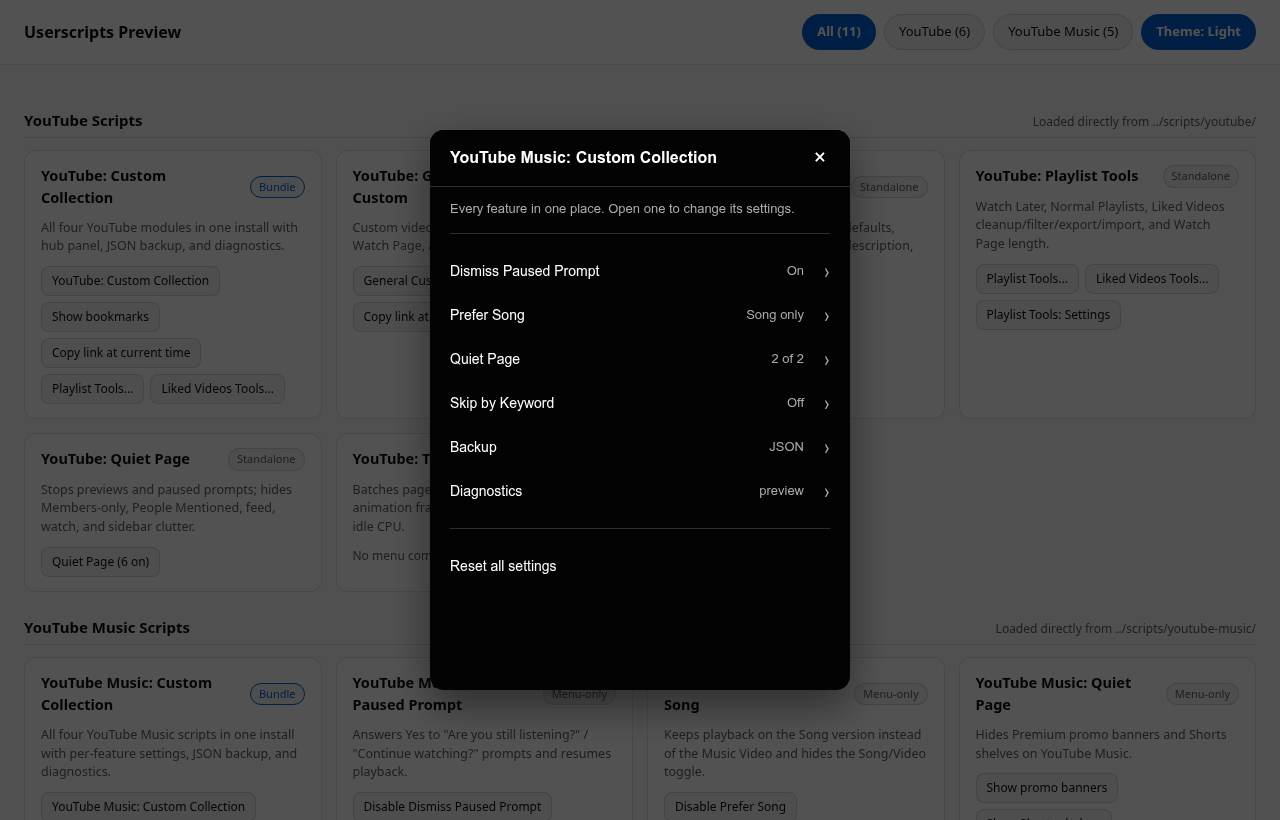 Userscripts Preview
All (11)
YouTube (6)
YouTube Music (5)
Theme: Light
YouTube Scripts
Loaded directly from ../scripts/youtube/
YouTube: Custom
Collection
Bundle
All four YouTube modules in one install with
hub panel, JSON backup, and diagnostics.
YouTube: Custom Collection
Show bookmarks
Copy link at current time
Playlist Tools...
Liked Videos Tools...
YouTube: G
Custom
Custom videc
Watch Page,
General Cus
Copy link at
Standalone
efaults,
escription,
YouTube: Playlist Tools
Standalone
Watch Later, Normal Playlists, Liked Videos
cleanup/filter/export/import, and Watch
Page length.
Playlist Tools...
Liked Videos Tools...
Playlist Tools: Settings
YouTube: Quiet Page
Standalone
Stops previews and paused prompts; hides
Members-only, People Mentioned, feed,
watch, and sidebar clutter.
Quiet Page (6 on)
YouTube: T
Batches page
animation fra
idle CPU.
No menu com
YouTube Music: Custom Collection
×
Every feature in one place. Open one to change its settings.
Dismiss Paused Prompt
On
›
Prefer Song
Song only
›
Quiet Page
2 of 2
›
Skip by Keyword
Off
›
Backup
JSON
›
Diagnostics
preview
›
Reset all settings
YouTube Music Scripts
Loaded directly from ../scripts/youtube-music/
YouTube Music: Custom
Collection
Bundle
All four YouTube Music scripts in one install
with per-feature settings, JSON backup, and
diagnostics.
YouTube Music: Custom Collection
YouTube M
Paused Prompt
Menu-only
Answers Yes to "Are you still listening?" /
"Continue watching?" prompts and resumes
playback.
Disable Dismiss Paused Prompt
Song
Menu-only
Keeps playback on the Song version instead
of the Music Video and hides the Song/Video
toggle.
Disable Prefer Song
YouTube Music: Quiet
Page
Menu-only
Hides Premium promo banners and Shorts
shelves on YouTube Music.
Show promo banners